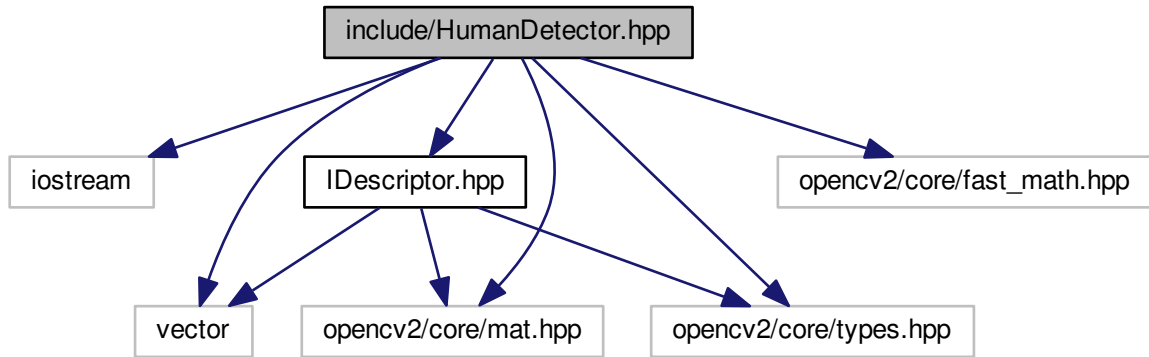 include/HumanDetector.hpp
iostream
IDescriptor.hpp
opencv2/core/fast_math.hpp
vector
opencv2/core/mat.hpp
opencv2/core/types.hpp